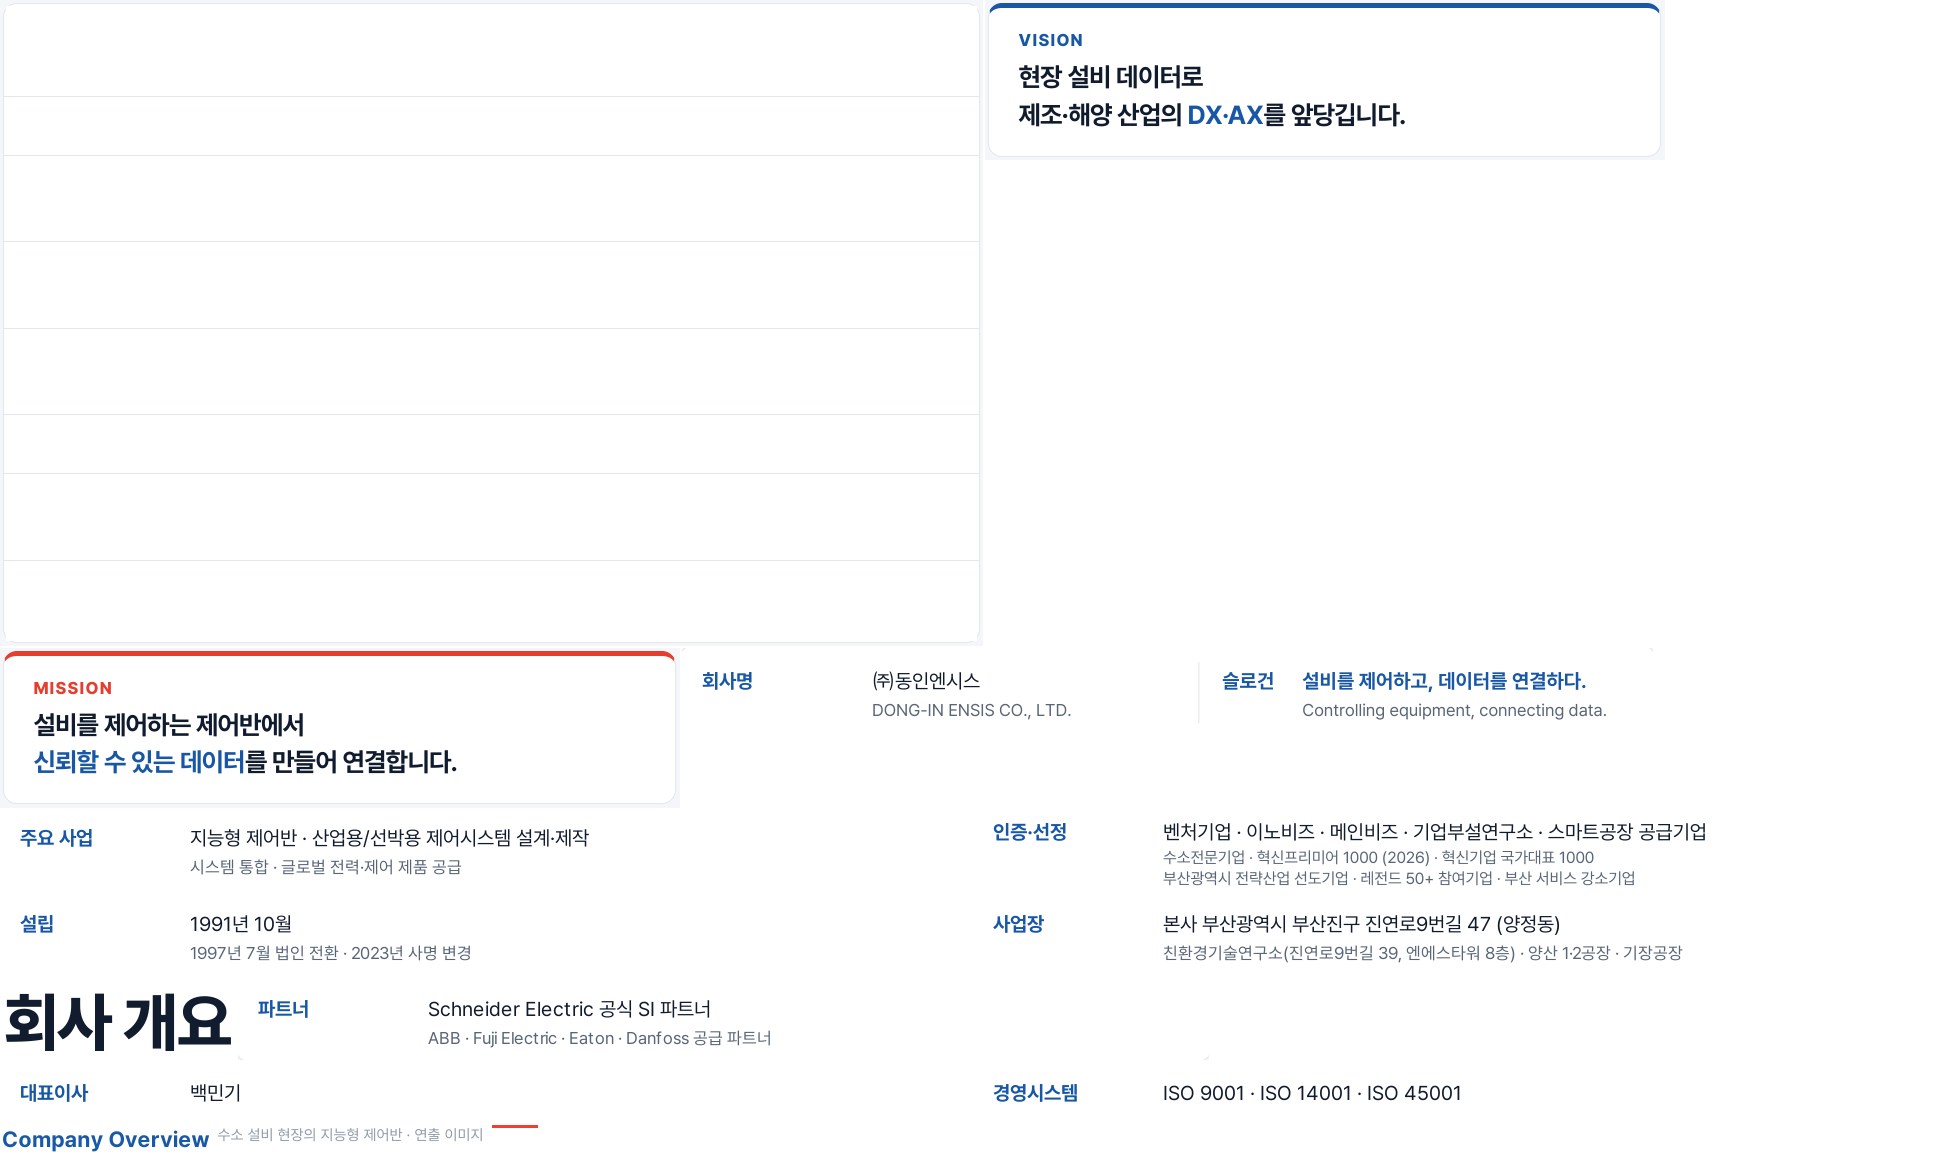 VISION
현장 설비 데이터로
제조·해양 산업의 DX·AX를 앞당깁니다.
MISSION
설비를 제어하는 제어반에서
신뢰할 수 있는 데이터를 만들어 연결합니다.
회사명 ㈜동인엔시스 슬로건 설비를 제어하고, 데이터를 연결하다.
DONG-IN ENSIS CO., LTD. Controlling equipment, connecting data.
주요 사업 지능형 제어반 · 산업용/선박용 제어시스템 설계·제작
시스템 통합 · 글로벌 전력·제어 제품 공급
인증·선정 벤처기업 · 이노비즈 · 메인비즈 · 기업부설연구소 · 스마트공장 공급기업
수소전문기업 · 혁신프리미어 1000 (2026) · 혁신기업 국가대표 1000
부산광역시 전략산업 선도기업 · 레전드 50+ 참여기업 · 부산 서비스 강소기업
설립 1991년 10월
1997년 7월 법인 전환 · 2023년 사명 변경
사업장 본사 부산광역시 부산진구 진연로9번길 47 (양정동)
친환경기술연구소(진연로9번길 39, 엔에스타워 8층) · 양산 1·2공장 · 기장공장
회사 개요
파트너 Schneider Electric 공식 SI 파트너
ABB · Fuji Electric · Eaton · Danfoss 공급 파트너
대표이사 백민기
경영시스템 ISO 9001 · ISO 14001 · ISO 45001
Company Overview
수소 설비 현장의 지능형 제어반 · 연출 이미지